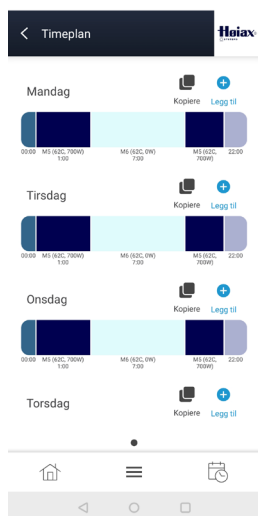 Timeplan
Høiax
Mandag
Kopiere
Legg til
00:00 M5 (62C, 700W) M6 (62C, 0W) M5 (62C, 22:00
1:00 7:00 700W)
Tirsdag
Kopiere
Legg til
00:00 M5 (62C, 700W) M6 (62C, 0W) M5 (62C, 22:00
1:00 7:00 700W)
Onsdag
Kopiere
Legg til
00:00 M5 (62C, 700W) M6 (62C, 0W) M5 (62C, 22:00
1:00 7:00 700W)
Torsdag
Kopiere
Legg til